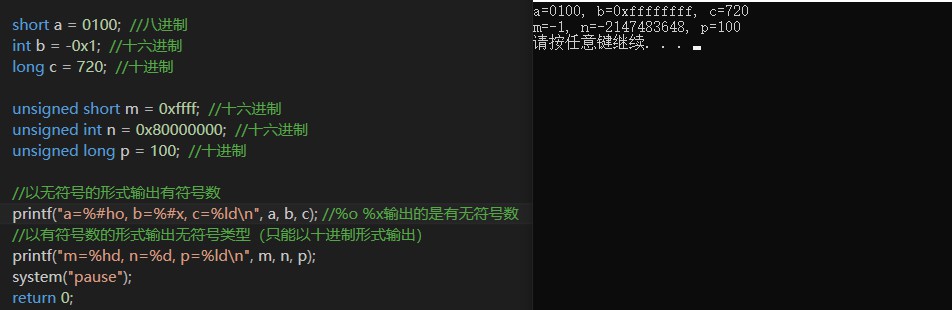 short a = 0100; //八进制
int b = -0x1; //十六进制
long c = 720; //十进制
unsigned short m = 0xffff; //十六进制
unsigned int n = 0x80000000; //十六进制
unsigned long p = 100; //十进制
//以无符号的形式输出有符号数
printf("a=%#ho, b=%#x, c=%ld\n", a, b, c); //%o %x输出的是有无符号数
//以有符号数的形式输出无符号类型（只能以十进制形式输出）
printf("m=%hd, n=%d, p=%ld\n", m, n, p);
system("pause");
return 0;
a=0100, b=0xffffffff, c=720
m=-1, n=-2147483648, p=100
请按任意键继续. . .